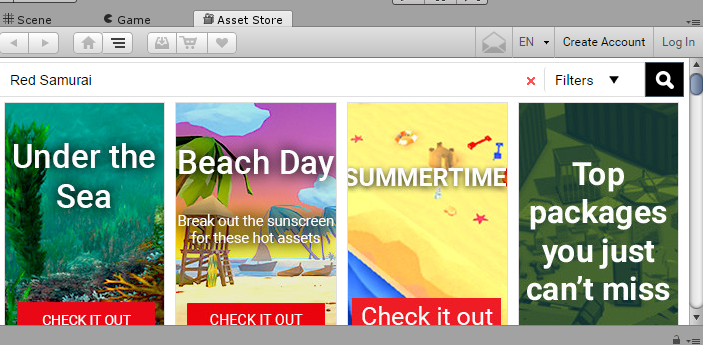 Scene
Game
Asset Store
EN
Create Account
Log In
Red Samurai
Filters
Under the
Sea
CHECK IT OUT
Beach Day
Break out the sunscreen
for these hot assets
CHECK IT OUT
SUMMERTIME
Check it out
Top
packages
you just
can't miss